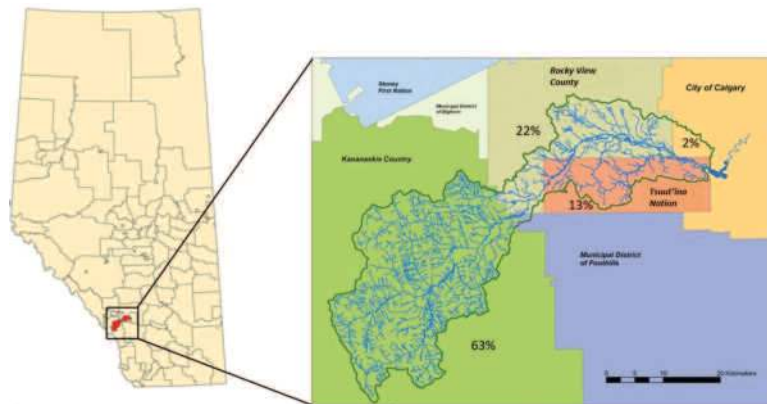 Stoney
First Nation
Rocky View
County
City of Calgary
Municipal District
of Bighorn
22%
2%
Kananaskis Country
Tsuut'ina
Nation
13%
Municipal District
of Foothills
63%
0
5
10
20 Kilometers